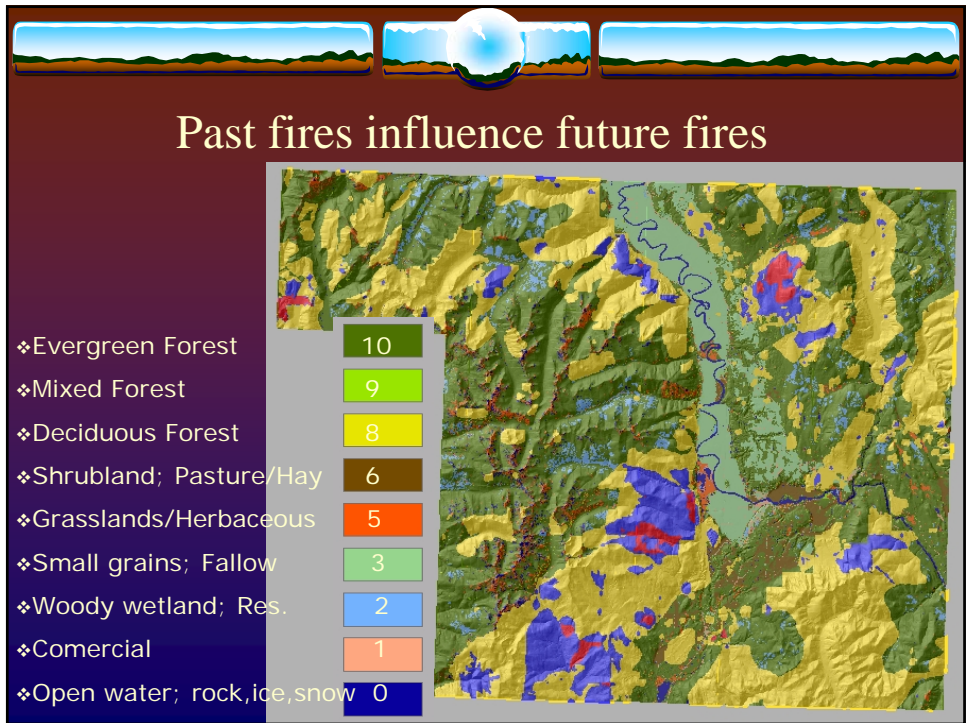 Past fires influence future fires
❖Evergreen Forest 10
❖Mixed Forest 9
❖Deciduous Forest 8
❖Shrubland; Pasture/Hay 6
❖Grasslands/Herbaceous 5
❖Small grains; Fallow 3
❖Woody wetland; Res. 2
❖Comercial 1
❖Open water; rock,ice,snow 0